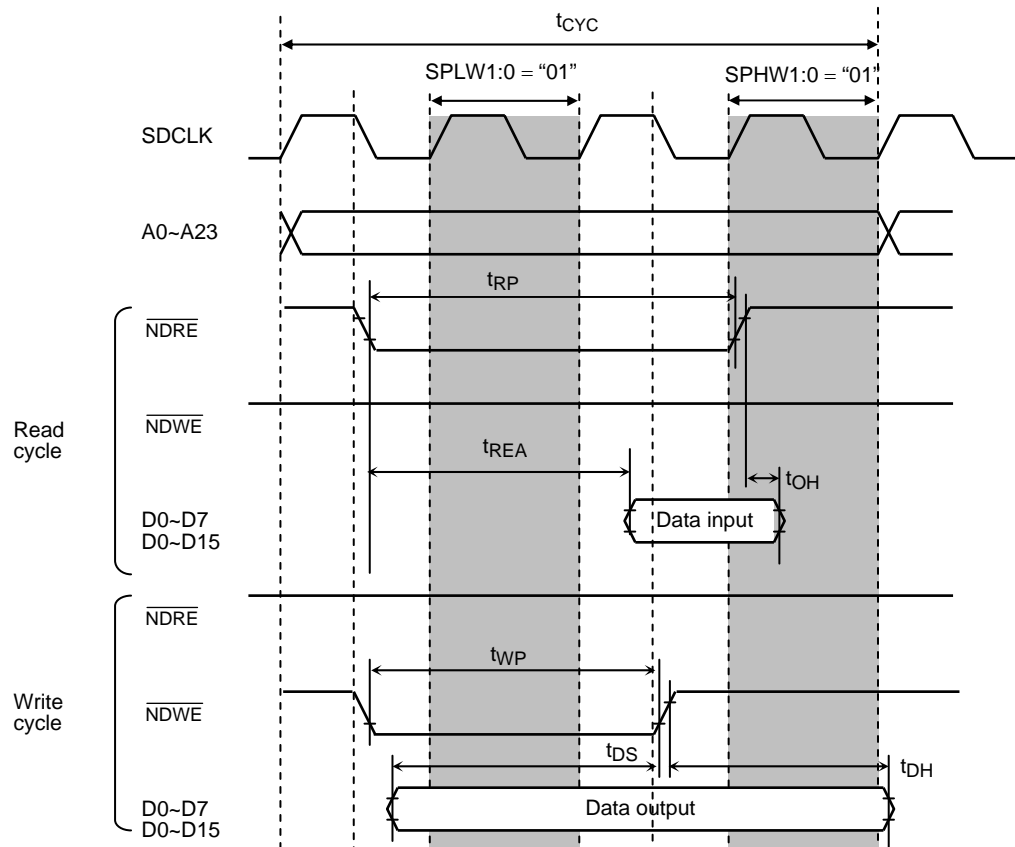 tCYC
SPLW1:0 = “01”
SPHW1:0 = “01”
SDCLK
A0~A23
tRP
NDRE
NDWE
Read
cycle
tREA
tOH
D0~D7
D0~D15
Data input
NDRE
tWP
Write
cycle
NDWE
tDS
tDH
D0~D7
D0~D15
Data output